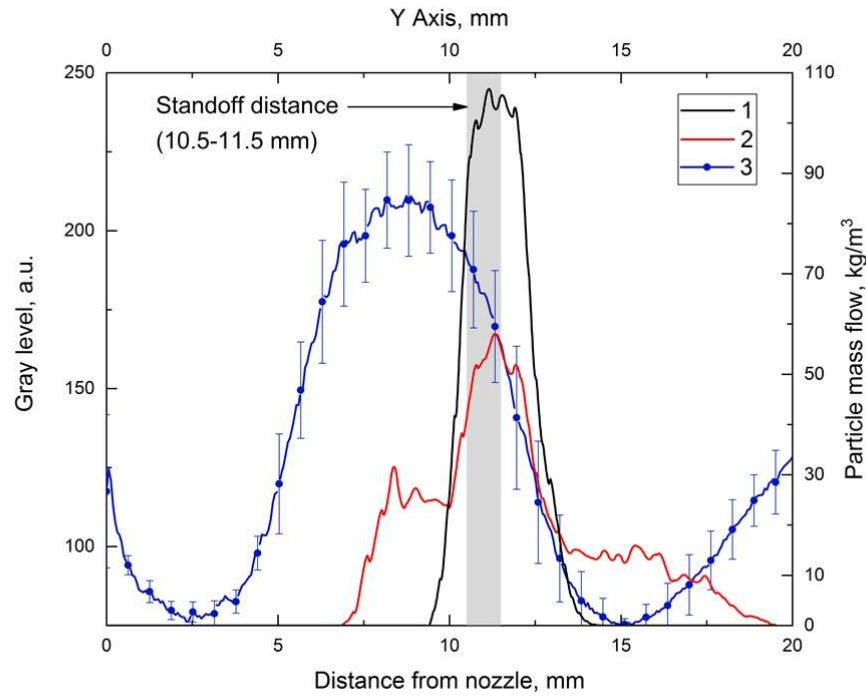 Y Axis, mm
0 5 10 15 20
250 110
Standoff distance
(10.5-11.5 mm)
1
2
3
90
200
70
150
50
30
100
10
0
0 5 10 15 20
Gray level, a.u.
Particle mass flow, kg/m³
Distance from nozzle, mm